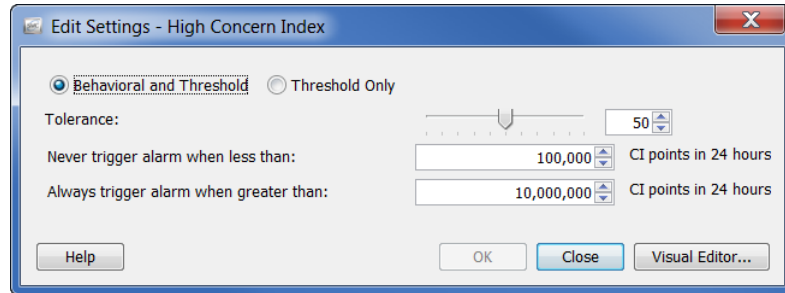 Edit Settings - High Concern Index
Behavioral and Threshold Threshold Only
Tolerance: 50
Never trigger alarm when less than: 100,000 CI points in 24 hours
Always trigger alarm when greater than: 10,000,000 CI points in 24 hours
Help OK Close Visual Editor...